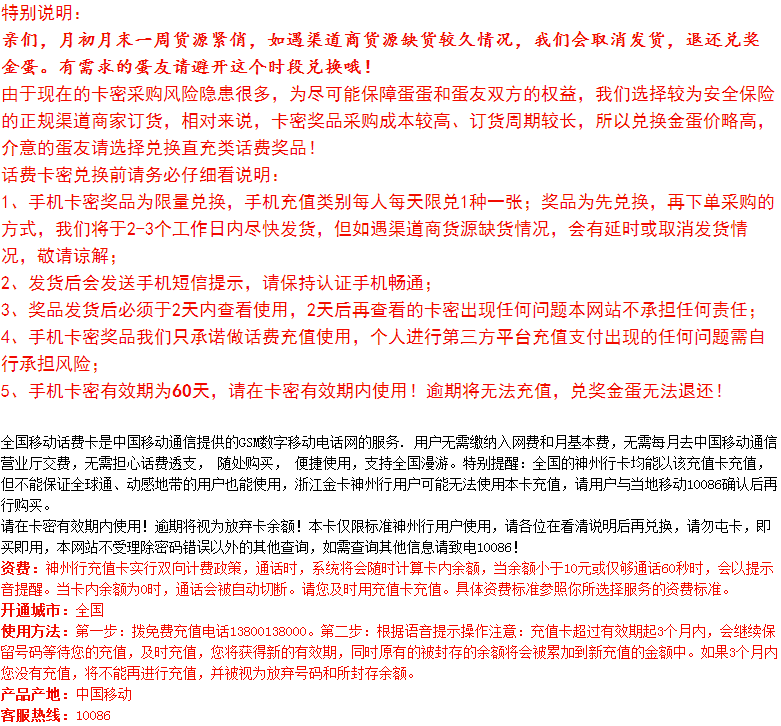 特别说明：
亲们，月初月末一周货源紧俏，如遇渠道商货源缺货较久情况，我们会取消发货，退还兑奖
金蛋。有需求的蛋友请避开这个时段兑换哦！
由于现在的卡密采购风险隐患很多，为尽可能保障蛋蛋和蛋友双方的权益，我们选择较为安全保险
的正规渠道商家订货，相对来说，卡密奖品采购成本较高、订货周期较长，所以兑换金蛋价略高，
介意的蛋友请选择兑换直充类话费奖品！
话费卡密兑换前请务必仔细看说明：
1、手机卡密奖品为限量兑换，手机充值类别每人每天限兑1种一张；奖品为先兑换，再下单采购的
方式，我们将于2-3个工作日内尽快发货，但如遇渠道商货源缺货情况，会有延时或取消发货情
况，敬请谅解；
2、发货后会发送手机短信提示，请保持认证手机畅通；
3、奖品发货后必须于2天内查看使用，2天后再查看的卡密出现任何问题本网站不承担任何责任；
4、手机卡密奖品我们只承诺做话费充值使用，个人进行第三方平台充值支付出现的任何问题需自
行承担风险；
5、手机卡密有效期为60天，请在卡密有效期内使用！逾期将无法充值，兑奖金蛋无法退还！
全国移动话费卡是中国移动通信提供的GSM数字移动电话网的服务．用户无需缴纳入网费和月基本费，无需每月去中国移动通信
营业厅交费，无需担心话费透支， 随处购买， 便捷使用，支持全国漫游。特别提醒：全国的神州行卡均能以该充值卡充值，
但不能保证全球通、动感地带的用户也能使用，浙江金卡神州行用户可能无法使用本卡充值，请用户与当地移动10086确认后再
行购买。
请在卡密有效期内使用！逾期将视为放弃卡余额！本卡仅限标准神州行用户使用，请各位在看清说明后再兑换，请勿屯卡，即
买即用，本网站不受理除密码错误以外的其他查询，如需查询其他信息请致电10086！
资费：神州行充值卡实行双向计费政策，通话时，系统将会随时计算卡内余额，当余额小于10元或仅够通话60秒时，会以提示
音提醒。当卡内余额为0时，通话会被自动切断。请您及时用充值卡充值。具体资费标准参照你所选择服务的资费标准。
开通城市：全国
使用方法：第一步：拨免费充值电话13800138000。第二步：根据语音提示操作注意：充值卡超过有效期起3个月内，会继续保
留号码等待您的充值，及时充值，您将获得新的有效期，同时原有的被封存的余额将会被累加到新充值的金额中。如果3个月内
您没有充值，将不能再进行充值，并被视为放弃号码和所封存余额。
产品产地：中国移动
客服热线：10086